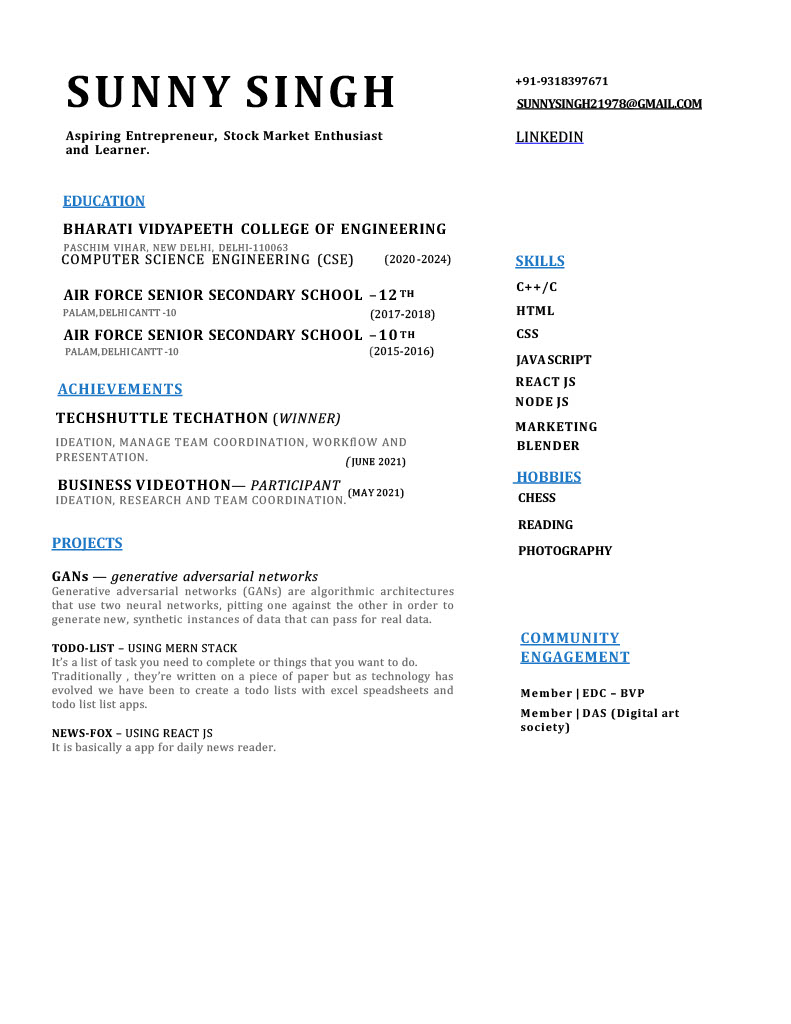 SUNNY SINGH
Aspiring Entrepreneur, Stock Market Enthusiast
and Learner.
+91-9318397671
SUNNYSINGH21978@GMAIL.COM
LINKEDIN
EDUCATION
BHARATI VIDYAPEETH COLLEGE OF ENGINEERING
PASCHIM VIHAR, NEW DELHI, DELHI-110063
COMPUTER SCIENCE ENGINEERING (CSE) (2020-2024)
AIR FORCE SENIOR SECONDARY SCHOOL –12TH
PALAM,DELHI CANTT -10 (2017-2018)
AIR FORCE SENIOR SECONDARY SCHOOL –10TH
PALAM,DELHI CANTT -10 (2015-2016)
ACHIEVEMENTS
TECHSHUTTLE TECHATHON (WINNER)
IDEATION, MANAGE TEAM COORDINATION, WORKflOW AND
PRESENTATION. (JUNE 2021)
BUSINESS VIDEOTHON— PARTICIPANT (MAY 2021)
IDEATION, RESEARCH AND TEAM COORDINATION.
PROJECTS
GANs — generative adversarial networks
Generative adversarial networks (GANs) are algorithmic architectures
that use two neural networks, pitting one against the other in order to
generate new, synthetic instances of data that can pass for real data.
TODO-LIST – USING MERN STACK
It's a list of task you need to complete or things that you want to do.
Traditionally , they're written on a piece of paper but as technology has
evolved we have been to create a todo lists with excel speadsheets and
todo list list apps.
NEWS-FOX – USING REACT JS
It is basically a app for daily news reader.
SKILLS
C++/C
HTML
CSS
JAVASCRIPT
REACT JS
NODE JS
MARKETING
BLENDER
HOBBIES
CHESS
READING
PHOTOGRAPHY
COMMUNITY
ENGAGEMENT
Member | EDC – BVP
Member | DAS (Digital art
society)